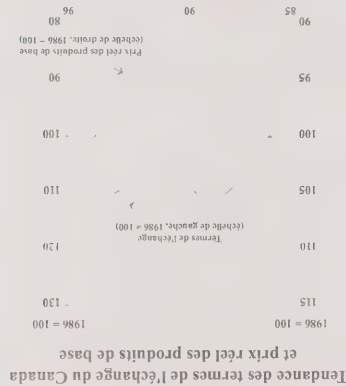 Tendance des termes de l'échange du Canada
et prix réel des produits de base
1986 = 100 1986 = 100
115 130
110 120
Termes de l'échange
(échelle de gauche, 1986 = 100)
105 110
100 100
95 90
Prix réel des produits de base
(échelle de droite, 1986 = 100)
90 80
85 90 96